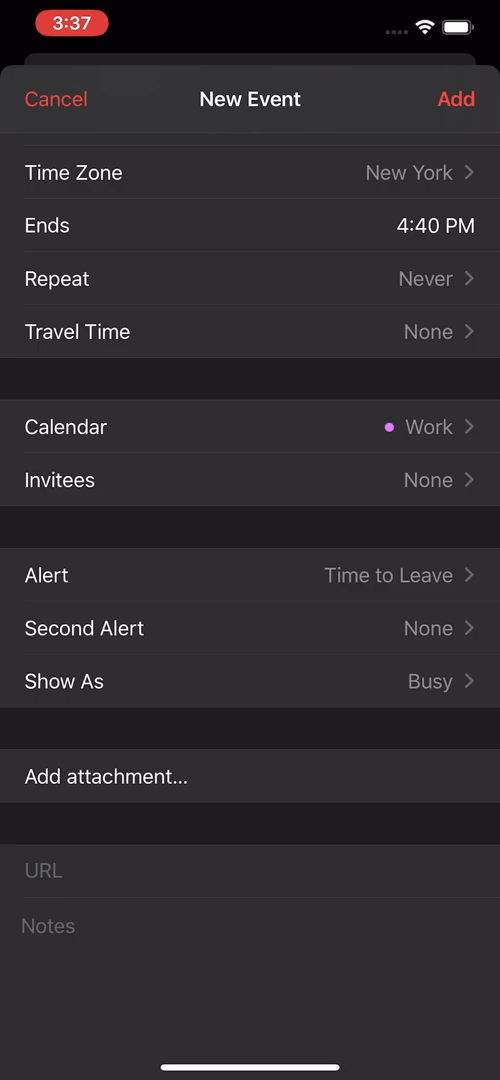 3:37
Cancel New Event Add
Time Zone New York
Ends 4:40 PM
Repeat Never
Travel Time None
Calendar Work
Invitees None
Alert Time to Leave
Second Alert None
Show As Busy
Add attachment...
URL
Notes